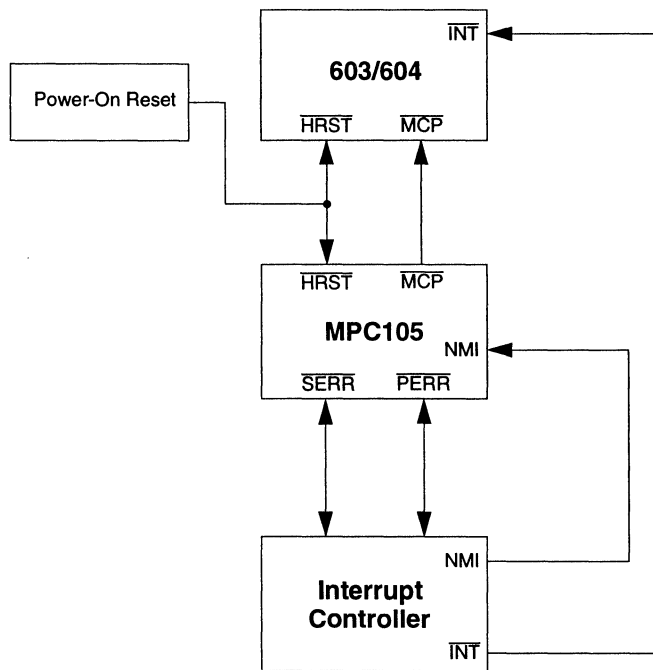 INT
603/604
Power-On Reset
HRST MCP
HRST MCP
MPC105
NMI
SERR PERR
NMI
Interrupt
Controller
INT